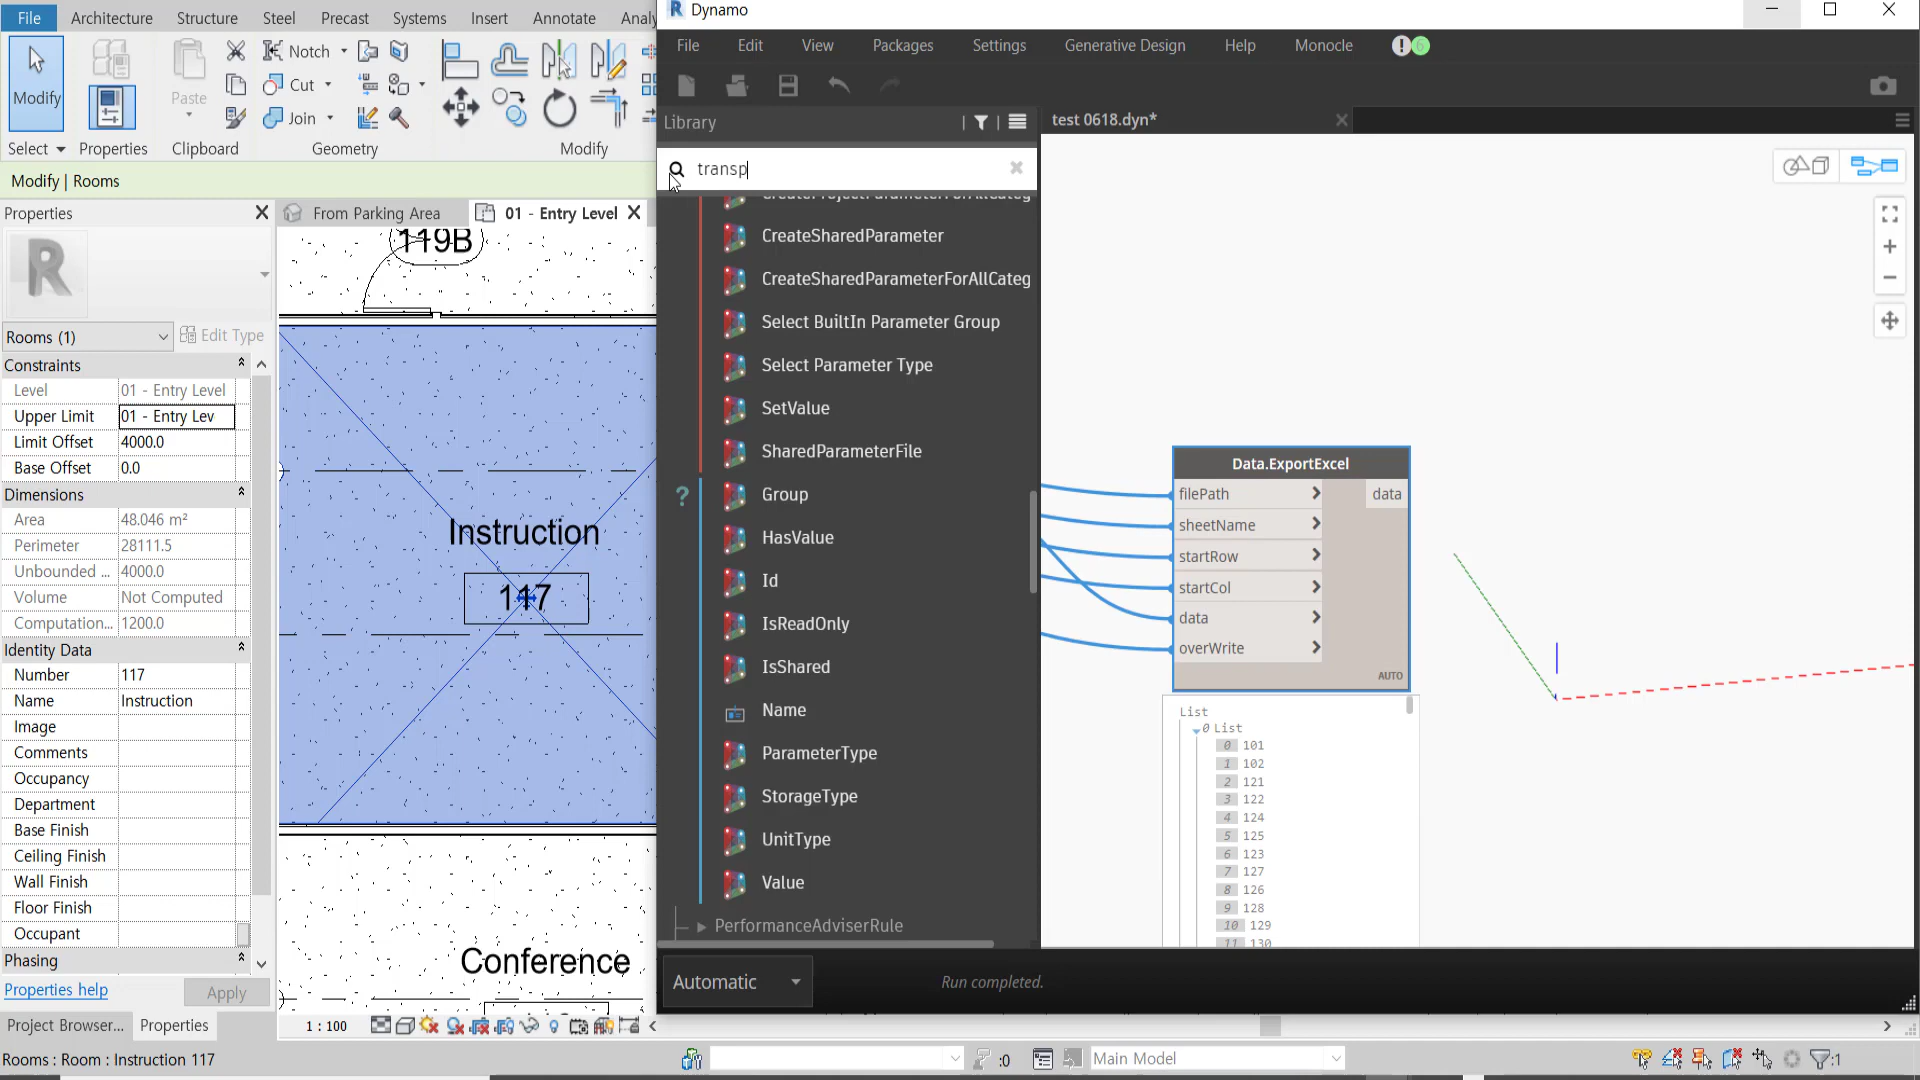 File Architecture Structure Steel Precast Systems Insert Annotate Analy
Modify
Select
Properties
Paste
Clipboard
Notch
Cut
Join
Geometry
Modify
Modify | Rooms
Properties
R
Rooms (1)
Edit Type
Constraints
Level 01 - Entry Level
Upper Limit 01 - Entry Lev
Limit Offset 4000.0
Base Offset 0.0
Dimensions
Area 48.046 m²
Perimeter 28111.5
Unbounded ... 4000.0
Volume Not Computed
Computation... 1200.0
Identity Data
Number 117
Name Instruction
Image
Comments
Occupancy
Department
Base Finish
Ceiling Finish
Wall Finish
Floor Finish
Occupant
Phasing
Properties help
Apply
Project Browser...
Properties
From Parking Area
01 - Entry Level
119B
Instruction
117
Conference
1 : 100
Rooms : Room : Instruction 117
:0
Main Model
:1
R Dynamo
File Edit View Packages Settings Generative Design Help Monocle ! 6
Library
test 0618.dyn*
transp
CreateProjectParameterForAllCateg
CreateSharedParameter
CreateSharedParameterForAllCateg
Select BuiltIn Parameter Group
Select Parameter Type
SetValue
SharedParameterFile
?
Group
HasValue
Id
IsReadOnly
IsShared
Name
ParameterType
StorageType
UnitType
Value
PerformanceAdviserRule
Automatic
Run completed.
Data.ExportExcel
filePath > data
sheetName >
startRow >
startCol >
data >
overWrite >
AUTO
List
0 List
0 101
1 102
2 121
3 122
4 124
5 125
6 123
7 127
8 126
9 128
10 129
11 130